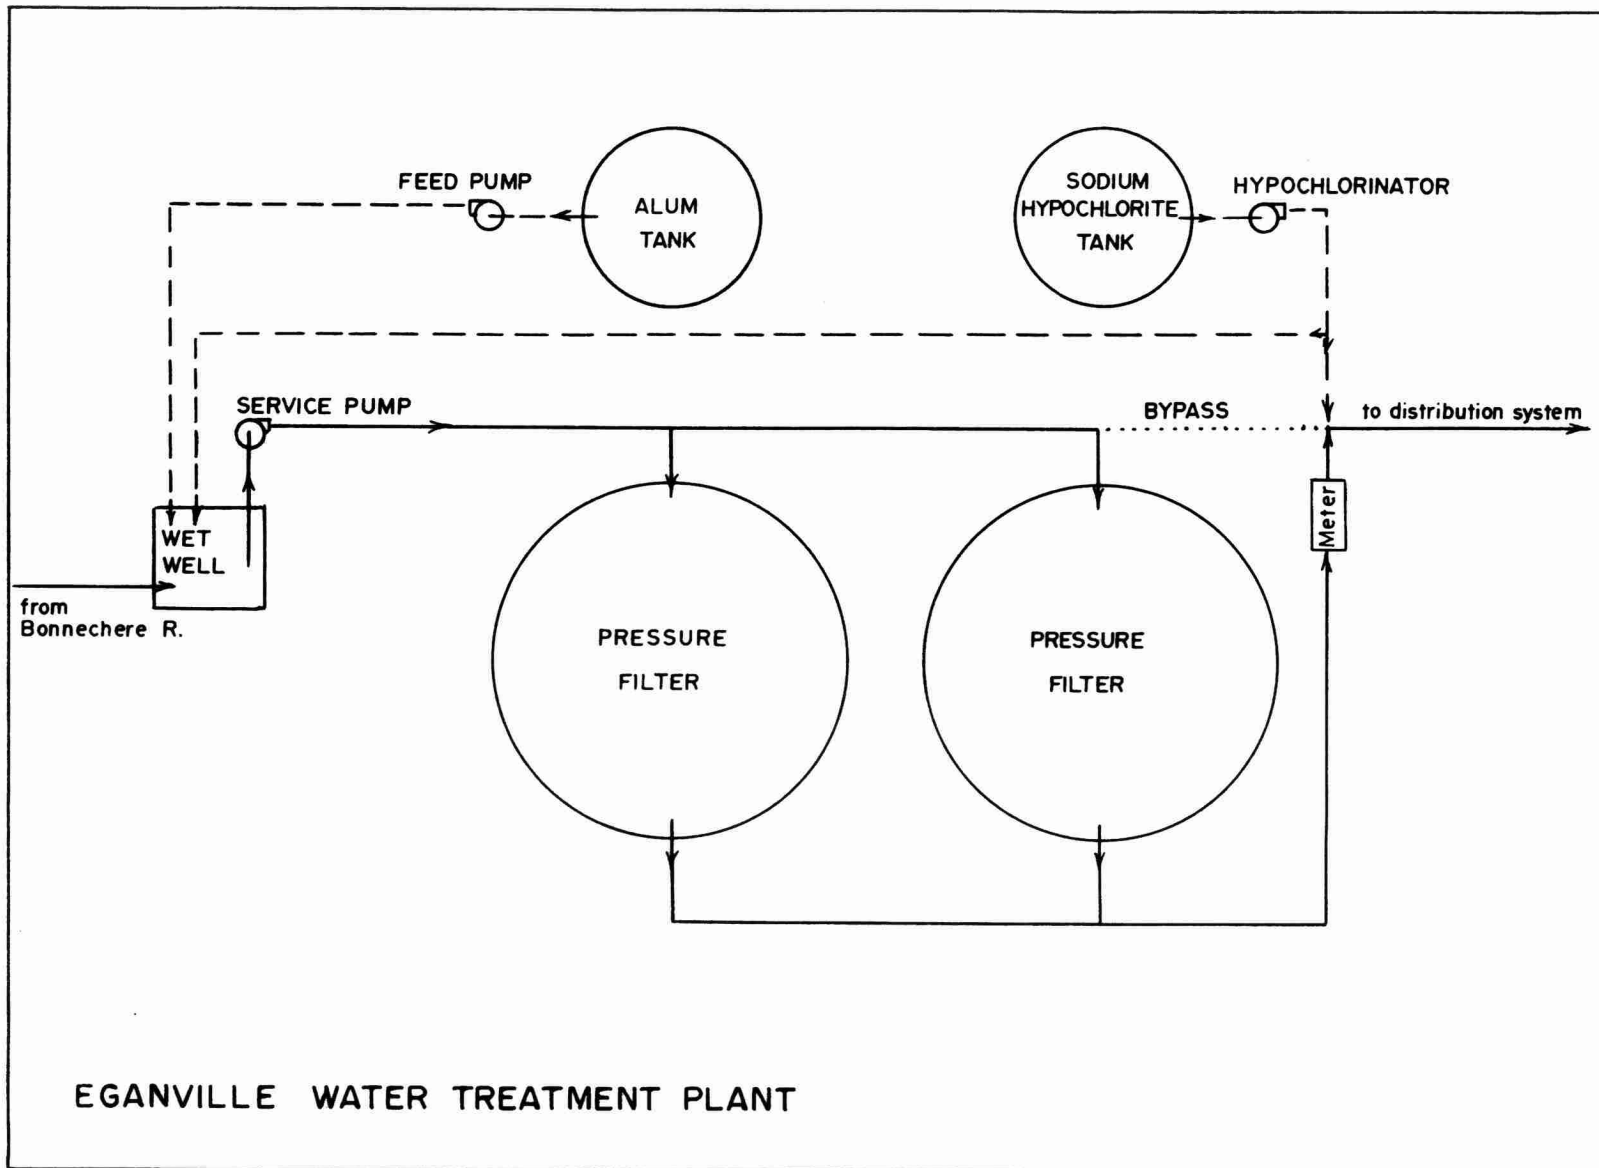 FEED PUMP
ALUM
TANK
SODIUM
HYPOCHLORITE
TANK
HYPOCHLORINATOR
SERVICE PUMP
BYPASS
to distribution system
WET
WELL
Meter
from
Bonnechere R.
PRESSURE
FILTER
PRESSURE
FILTER
EGANVILLE WATER TREATMENT PLANT